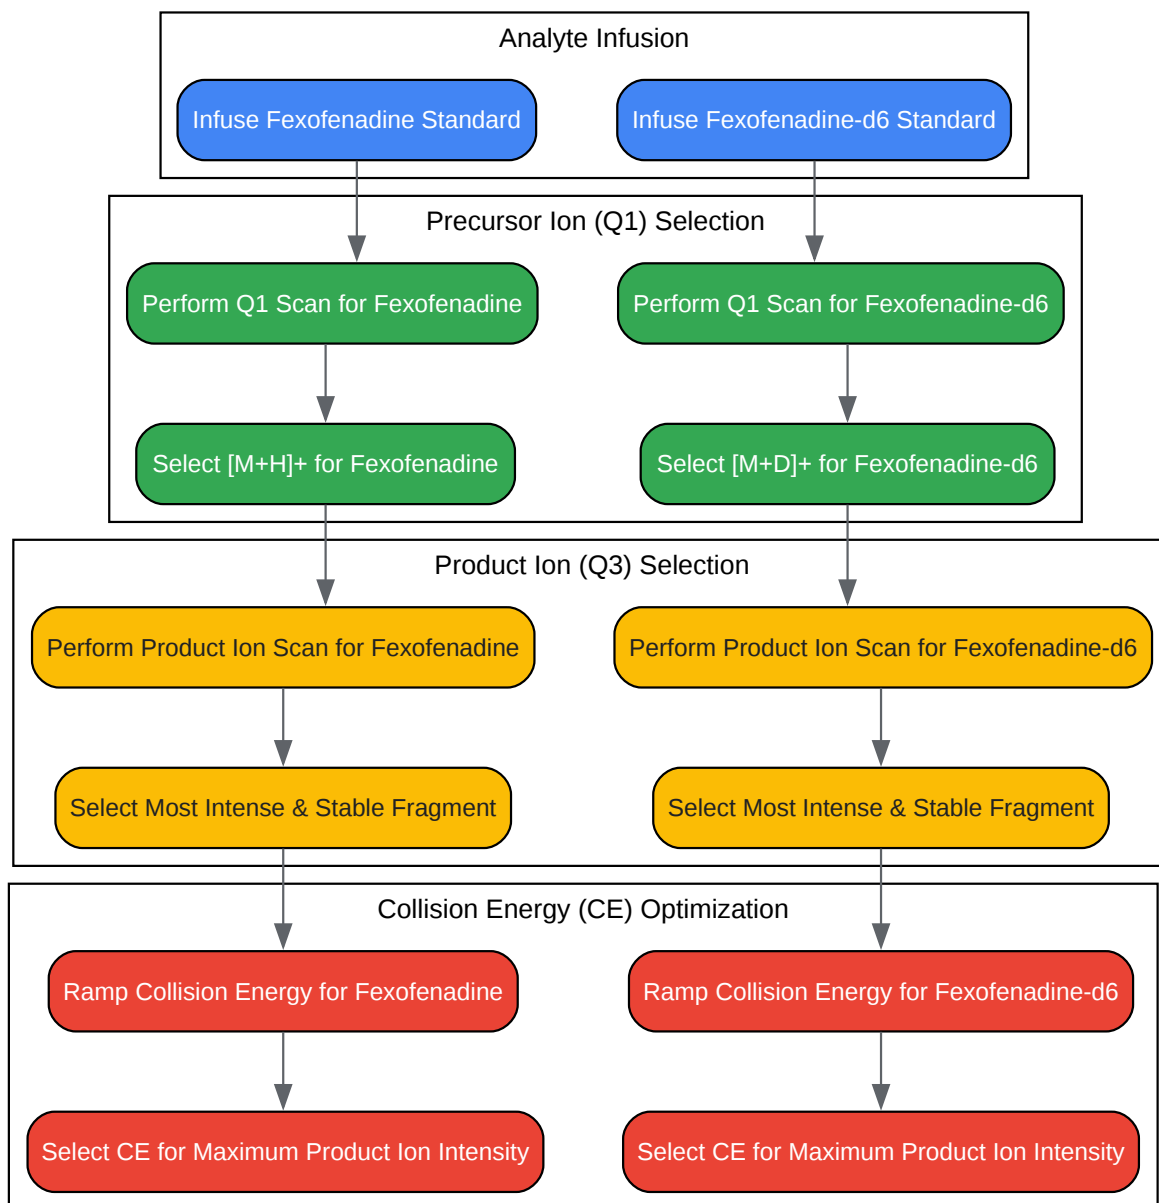 Analyte Infusion
Infuse Fexofenadine Standard
Infuse Fexofenadine-d6 Standard
Precursor Ion (Q1) Selection
Perform Q1 Scan for Fexofenadine
Perform Q1 Scan for Fexofenadine-d6
Select [M+H]+ for Fexofenadine
Select [M+D]+ for Fexofenadine-d6
Product Ion (Q3) Selection
Perform Product Ion Scan for Fexofenadine
Perform Product Ion Scan for Fexofenadine-d6
Select Most Intense & Stable Fragment
Select Most Intense & Stable Fragment
Collision Energy (CE) Optimization
Ramp Collision Energy for Fexofenadine
Ramp Collision Energy for Fexofenadine-d6
Select CE for Maximum Product Ion Intensity
Select CE for Maximum Product Ion Intensity